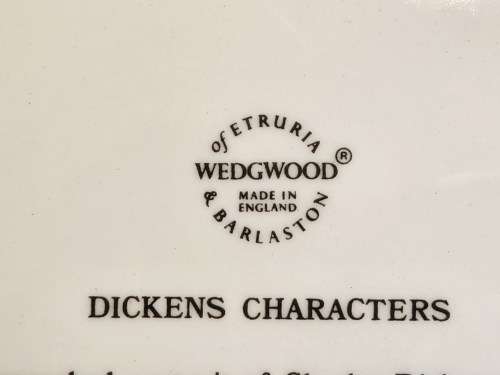 of ETRURIA
WEDGWOOD®
MADE IN
ENGLAND
& BARLASTON
DICKENS CHARACTERS